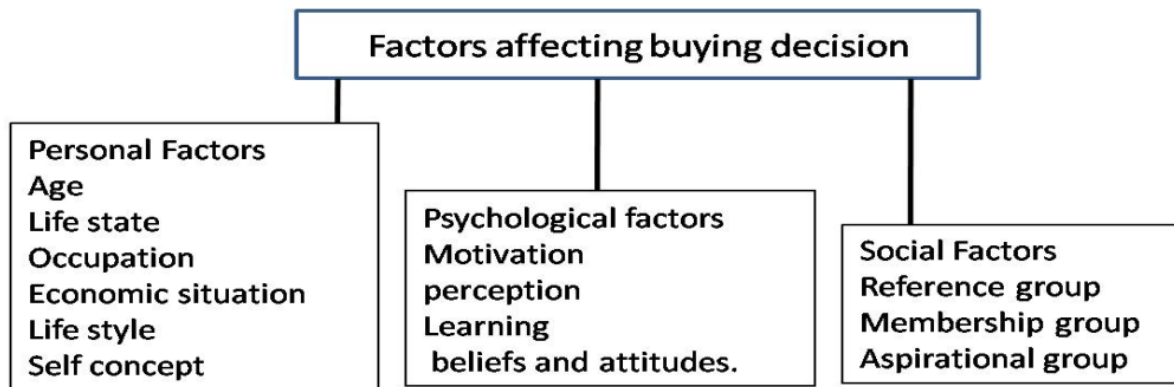 Factors affecting buying decision
Personal Factors
Age
Life state
Occupation
Economic situation
Life style
Self concept
Psychological factors
Motivation
perception
Learning
beliefs and attitudes.
Social Factors
Reference group
Membership group
Aspirational group